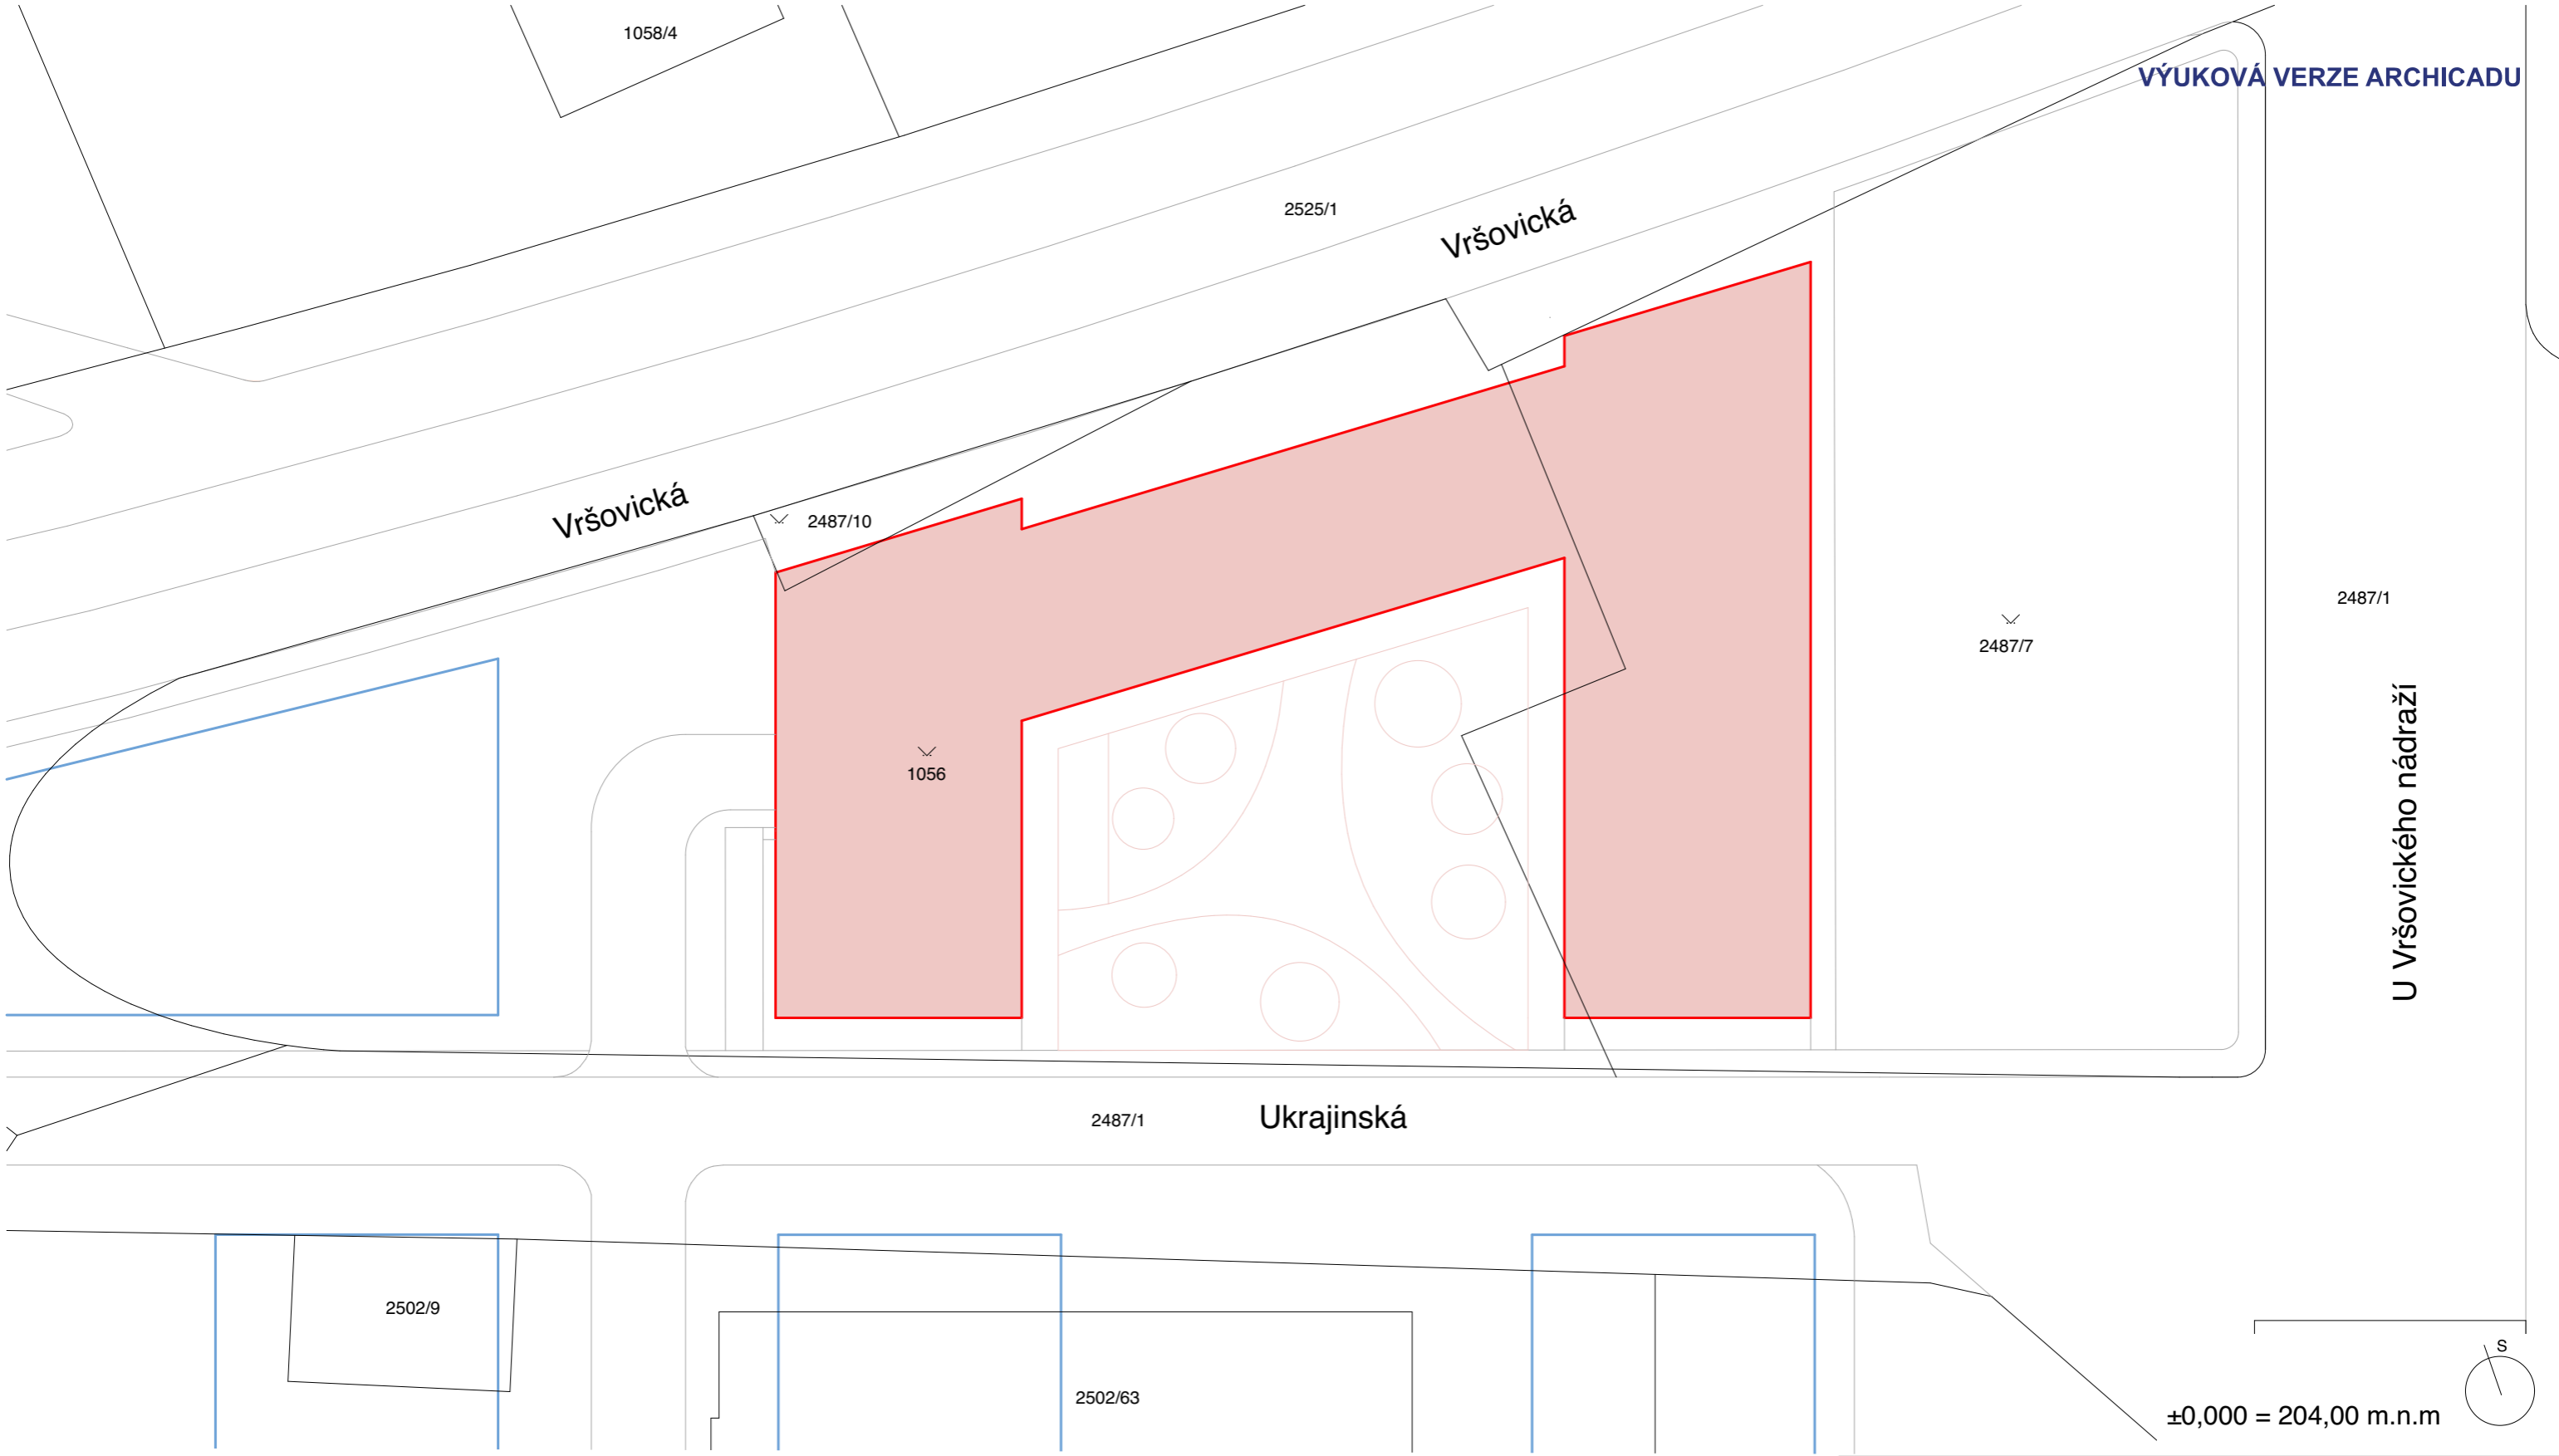 1058/4
VÝUKOVÁ VERZE ARCHICADU
2525/1
Vršovická
Vršovická
2487/10
2487/1
2487/7
1056
U Vršovického nádraží
2487/1
Ukrajinská
2502/9
2502/63
S
±0,000 = 204,00 m.n.m